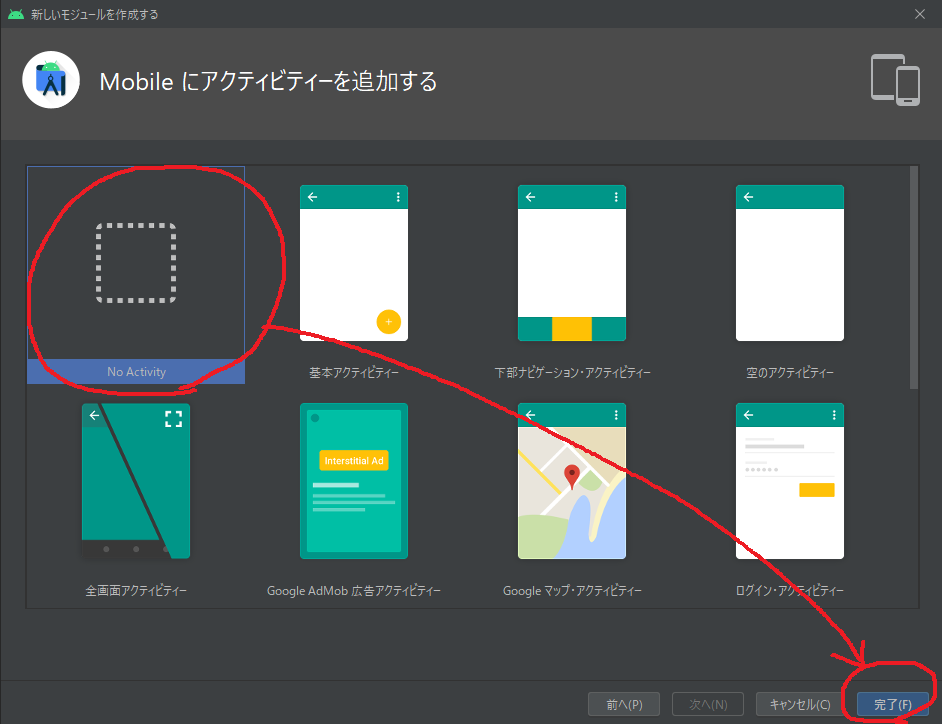 新しいモジュールを作成する
Mobile にアクティビティーを追加する
No Activity
基本アクティビティー
下部ナビゲーション・アクティビティー
空のアクティビティー
Interstitial Ad
全画面アクティビティー
Google AdMob 広告アクティビティー
Google マップ・アクティビティー
ログイン・アクティビティー
前へ(P)
次へ(N)
キャンセル(C)
完了(F)